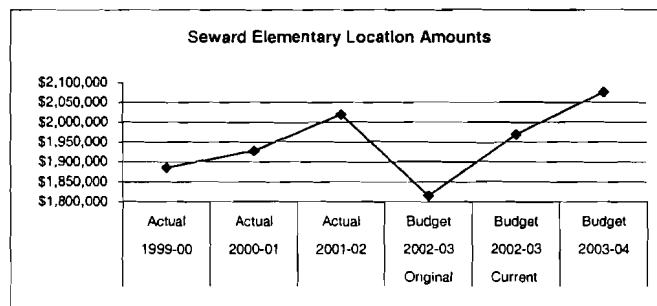 Seward Elementary Location Amounts
$2,100,000
$2,050,000
$2,000,000
$1,950,000
$1,900,000
$1,850,000
$1,800,000
Actual Actual Actual Budget Budget Budget
1999-00 2000-01 2001-02 2002-03 2002-03 2003-04
Original Current